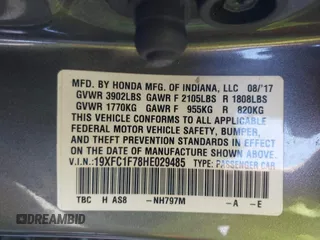 MFD. BY HONDA MFG. OF INDIANA, LLC 08/'17
GVWR 3902LBS GAWR F 2105LBS R 1808LBS
GVWR 1770KG GAWR F 955KG R 820KG
THIS VEHICLE CONFORMS TO ALL APPLICABLE
FEDERAL MOTOR VEHICLE SAFETY, BUMPER,
AND THEFT PREVENTION STANDARDS IN EFFECT
ON THE DATE OF MANUFACTURE SHOWN ABOVE.
V.I.N.:19XFC1F78HE029485 TYPE: PASSENGER CAR
TBC H AS8 -NH797M -A -E
DREAMBID